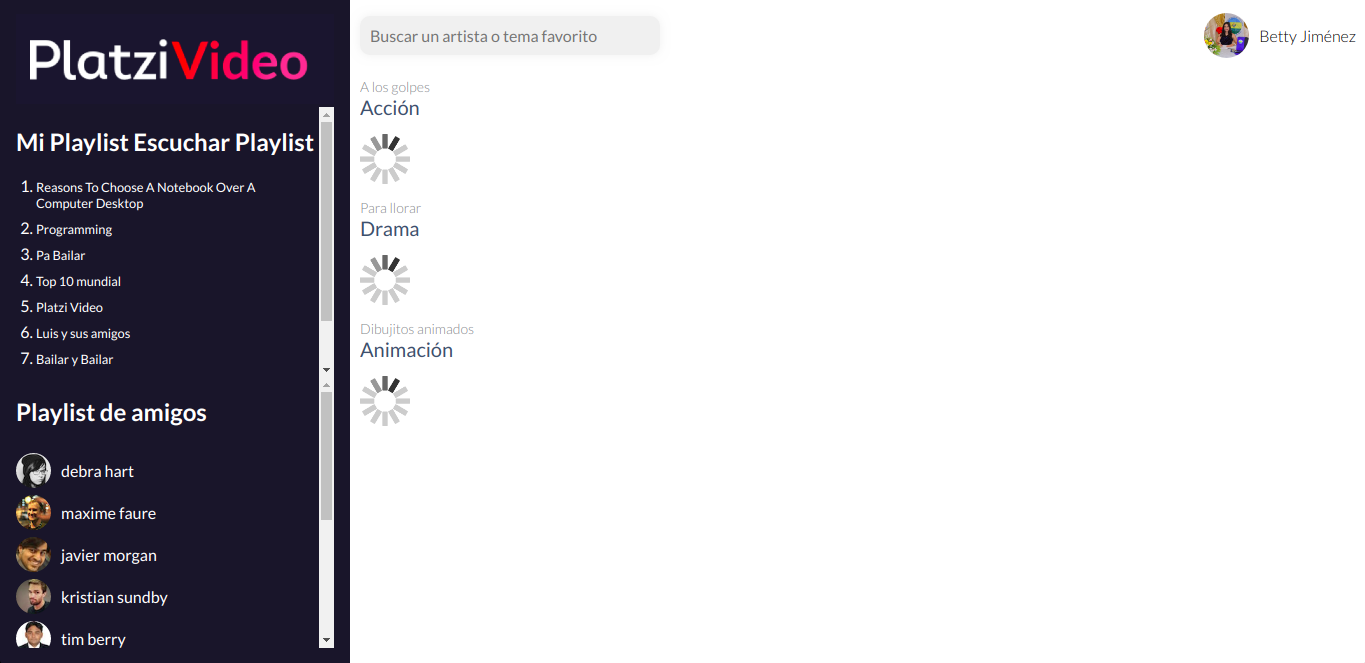 PlatziVideo
Mi Playlist Escuchar Playlist
1. Reasons To Choose A Notebook Over A
Computer Desktop
2. Programming
3. Pa Bailar
4. Top 10 mundial
5. Platzi Video
6. Luis y sus amigos
7. Bailar y Bailar
Playlist de amigos
debra hart
maxime faure
javier morgan
kristian sundby
tim berry
Buscar un artista o tema favorito
Betty Jiménez
A los golpes
Acción
Para llorar
Drama
Dibujitos animados
Animación